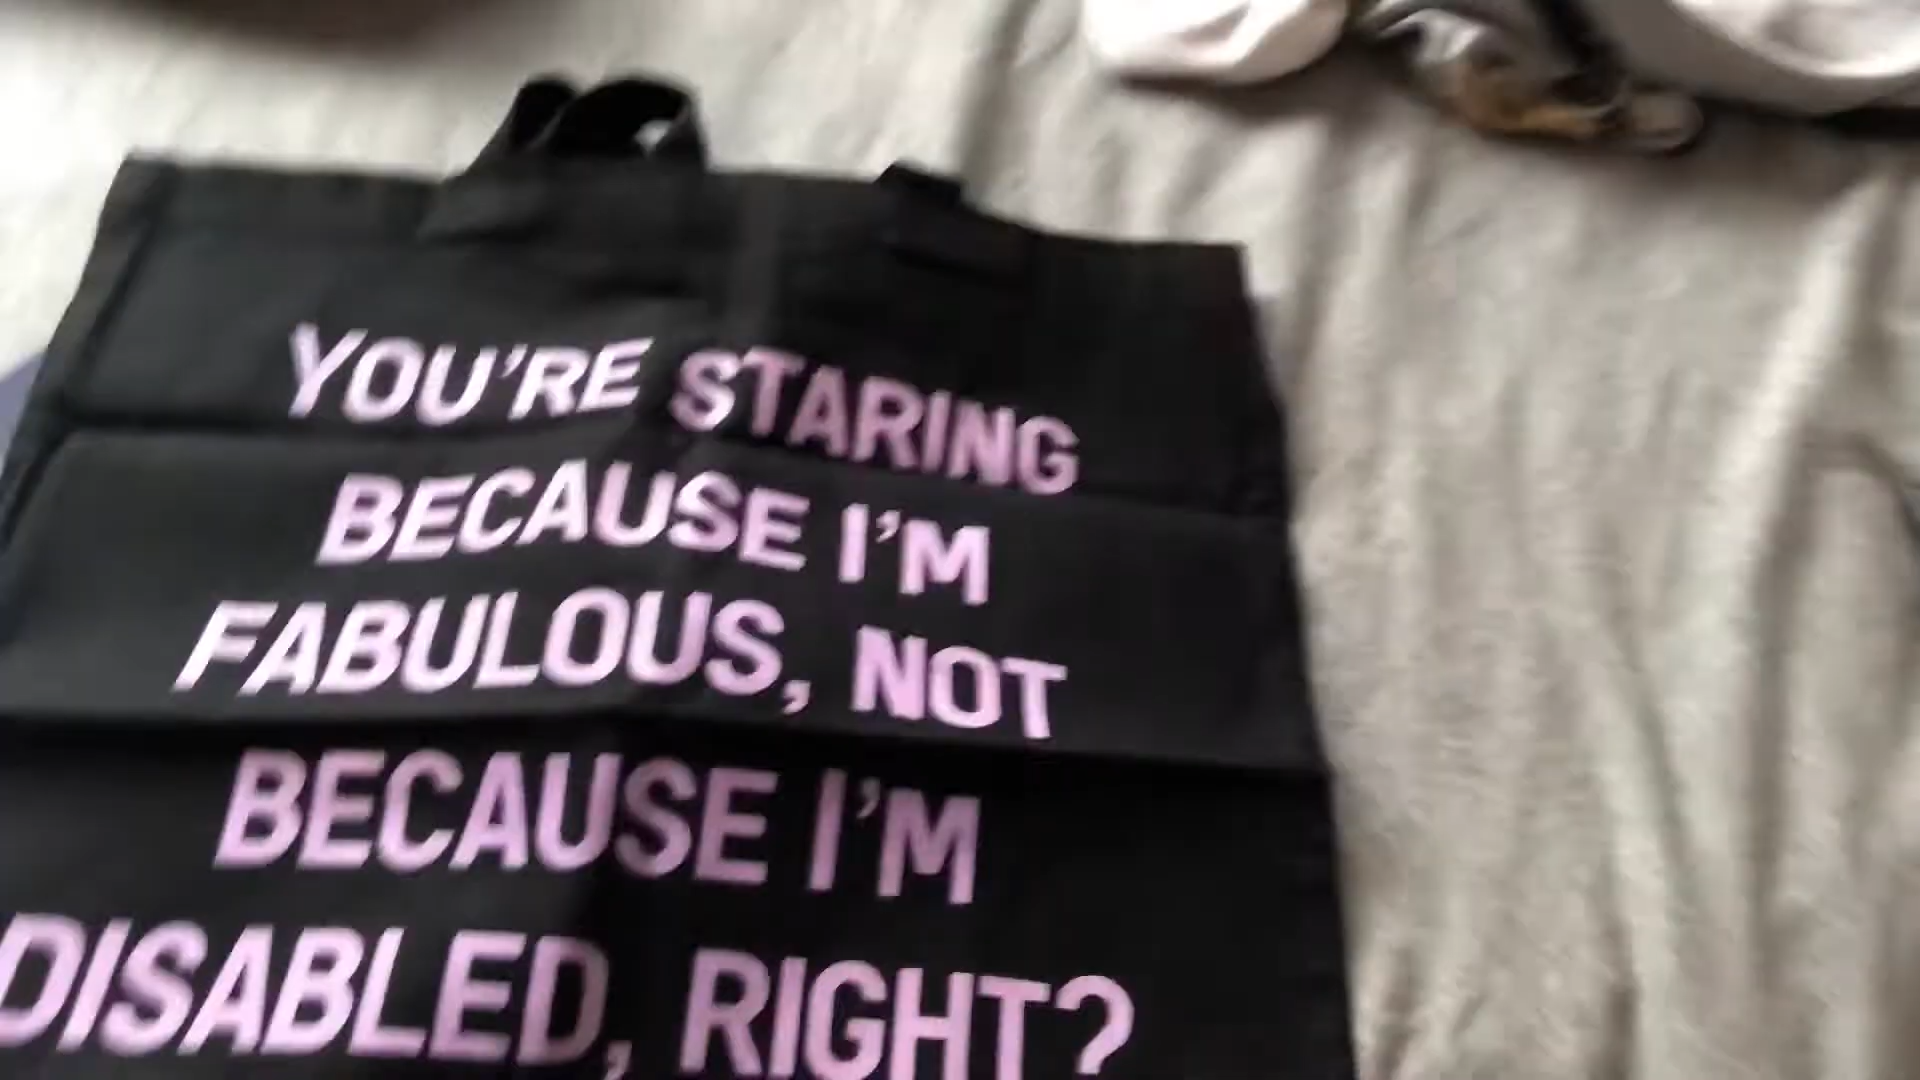 YOU'RE STARING
BECAUSE I'M
FABULOUS, NOT
BECAUSE I'M
DISABLED, RIGHT?